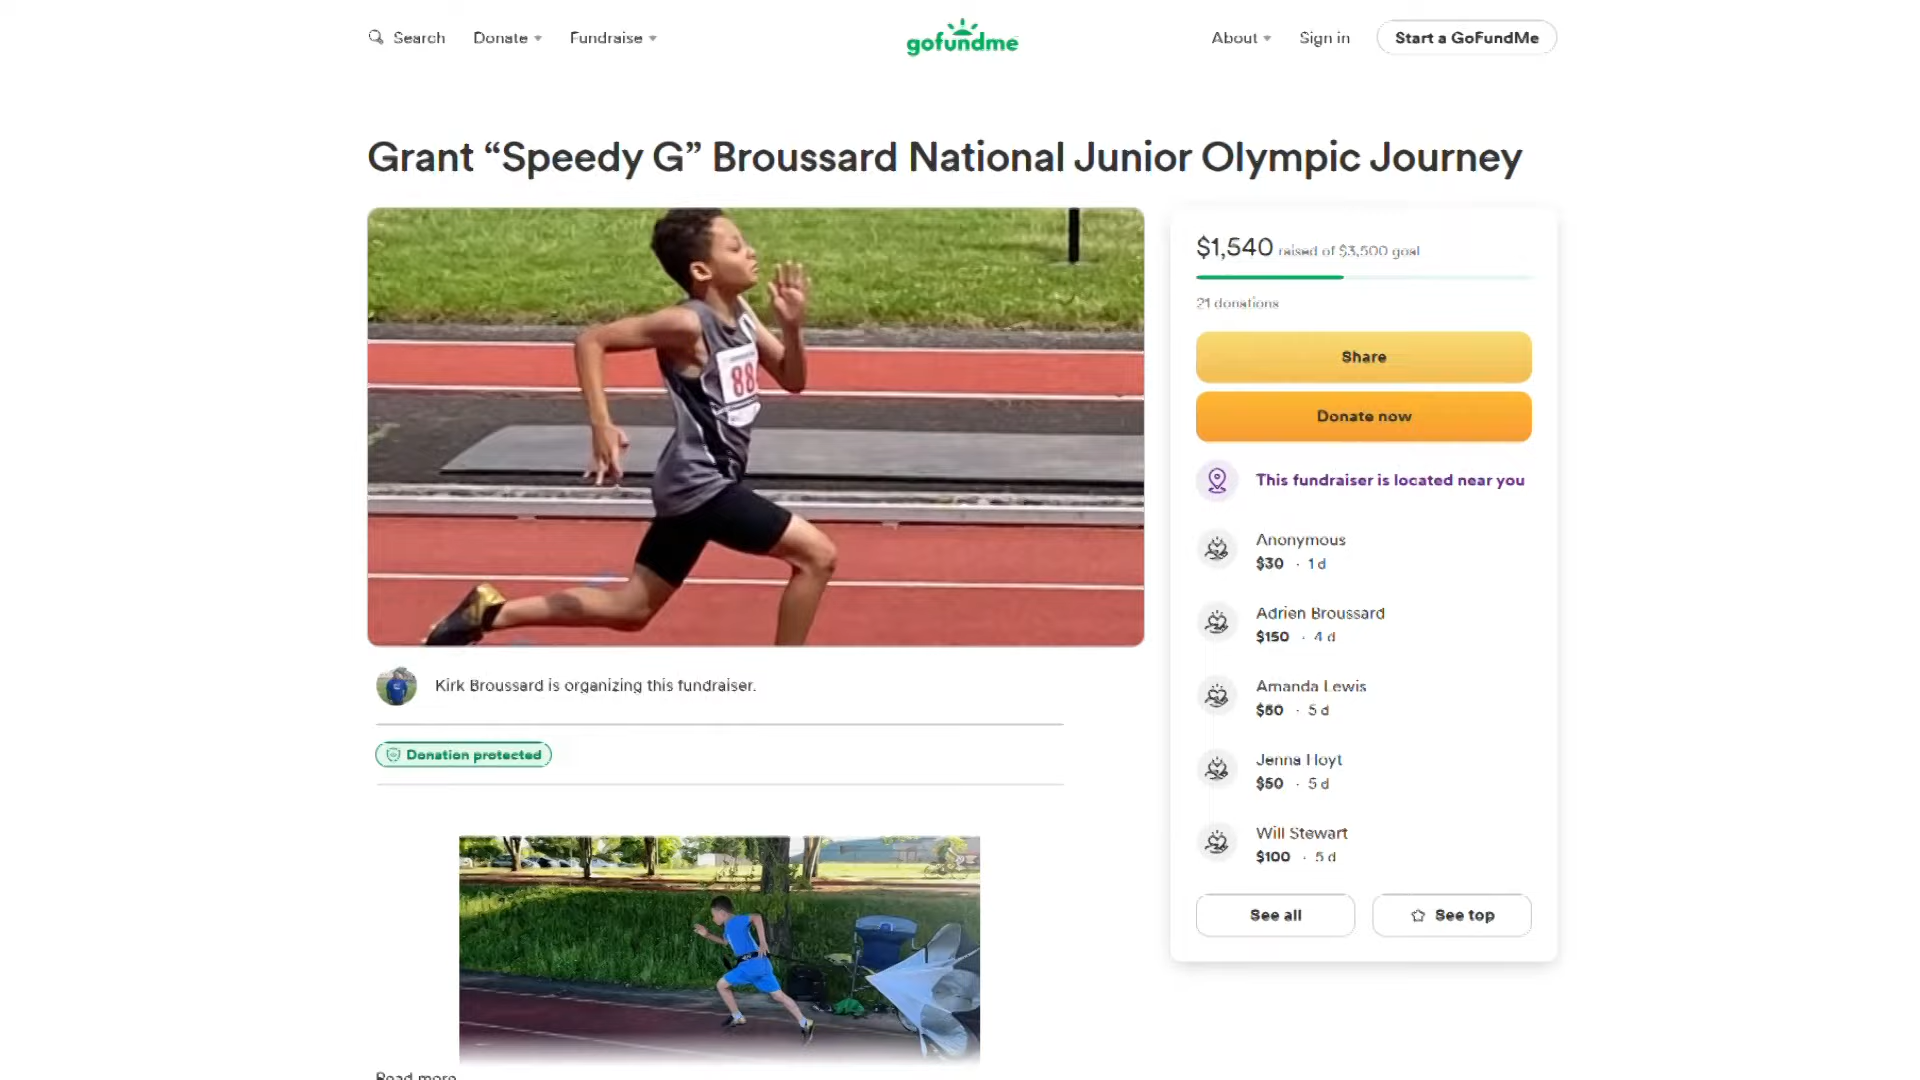 Search Donate Fundraise gofundme About Sign in Start a GoFundMe
Grant “Speedy G” Broussard National Junior Olympic Journey
$1,540 raised of $3,500 goal
21 donations
Share
Donate now
This fundraiser is located near you
Anonymous
$30 · 1 d
Adrien Broussard
$150 · 4 d
Amanda Lewis
$50 · 5 d
Jenna Hoyt
$50 · 5 d
Will Stewart
$100 · 5 d
See all See top
88
Kirk Broussard is organizing this fundraiser.
Donation protected
Read more